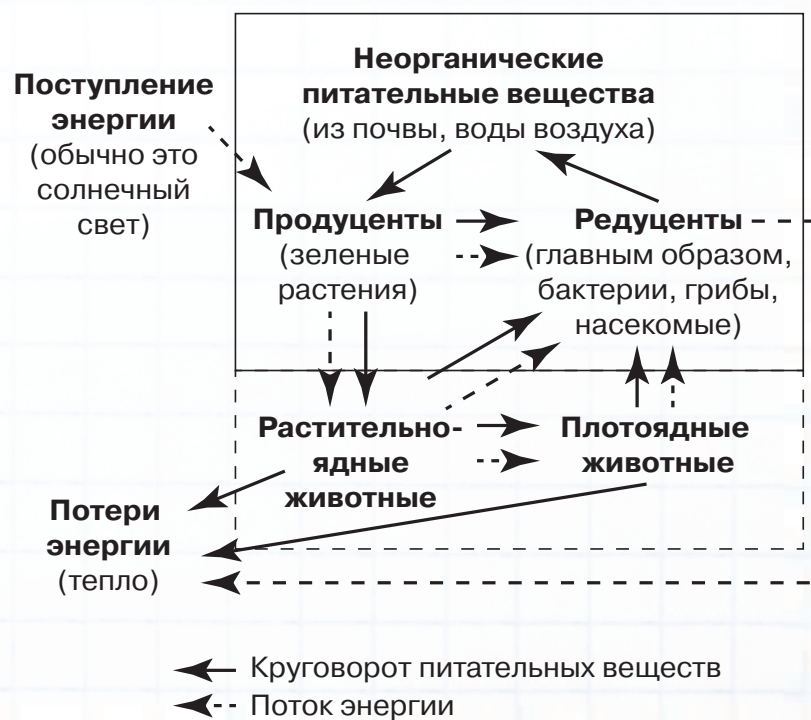 Поступление
энергии
(обычно это
солнечный
свет)
Неорганические
питательные вещества
(из почвы, воды воздуха)
Продуценты
(зеленые
растения)
Редуценты
(главным образом,
бактерии, грибы,
насекомые)
Растительно-
ядные
животные
Плотоядные
животные
Потери
энергии
(тепло)
Круговорот питательных веществ
Поток энергии